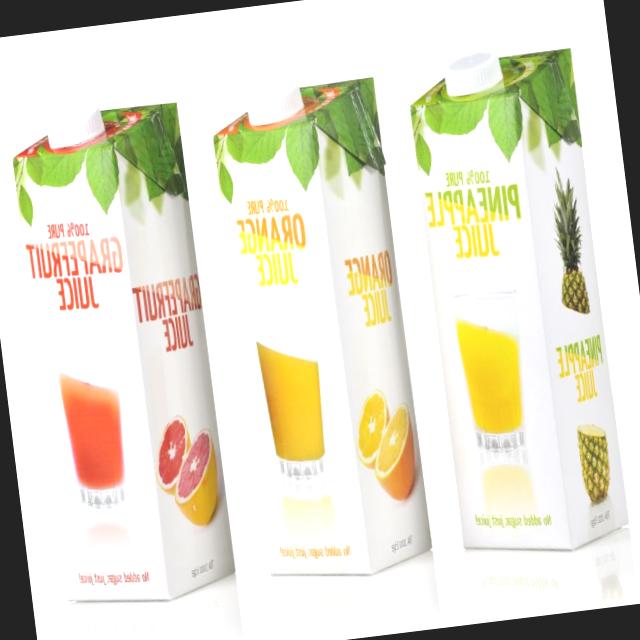 100% PURE
GRAPEFRUIT
JUICE
GRAPEFRUIT
JUICE
No added sugar, just juice!
100% PURE
ORANGE
JUICE
ORANGE
JUICE
No added sugar, just juice!
100% PURE
PINEAPPLE
JUICE
PINEAPPLE
JUICE
No added sugar, just juice!